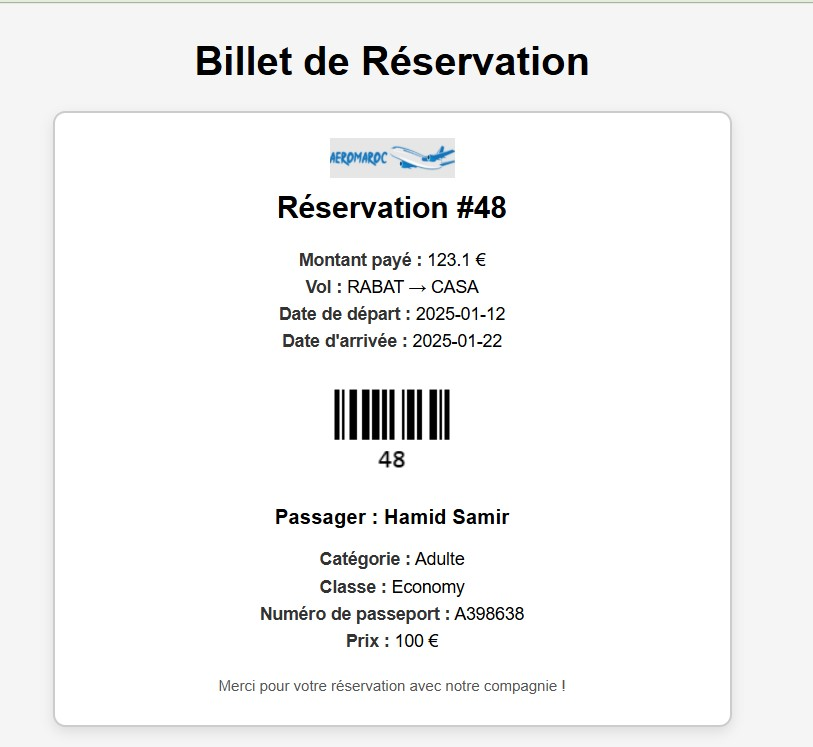 Billet de Réservation
AEROMAROC
Réservation #48
Montant payé : 123.1 €
Vol : RABAT → CASA
Date de départ : 2025-01-12
Date d'arrivée : 2025-01-22
48
Passager : Hamid Samir
Catégorie : Adulte
Classe : Economy
Numéro de passeport : A398638
Prix : 100 €
Merci pour votre réservation avec notre compagnie !